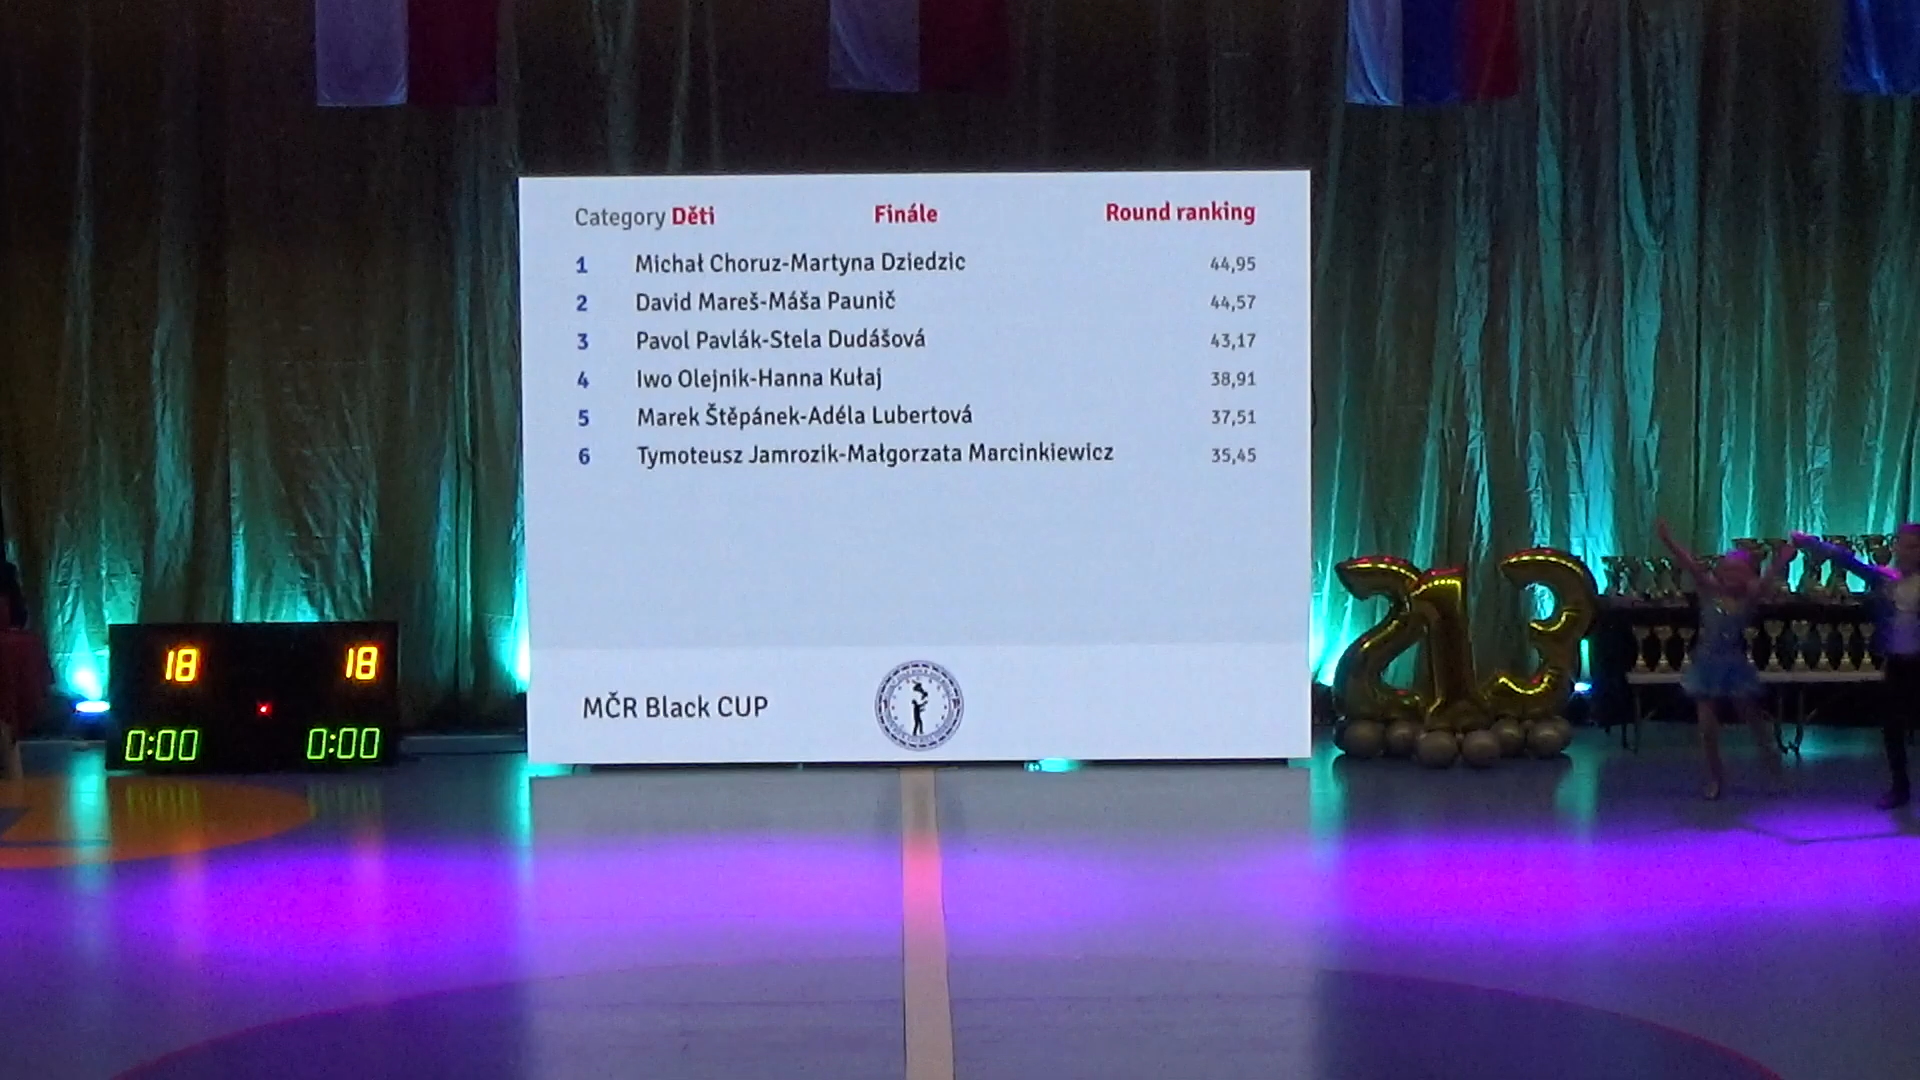 Category Děti Finále Round ranking
1 Michał Choruz-Martyna Dziedzic 44,95
2 David Mareš-Máša Paunič 44,57
3 Pavol Pavlák-Stela Dudášová 43,17
4 Iwo Olejnik-Hanna Kułaj 38,91
5 Marek Štěpánek-Adéla Lubertová 37,51
6 Tymoteusz Jamrozik-Małgorzata Marcinkiewicz 35,45
MČR Black CUP
18 18
0:00 0:00
213